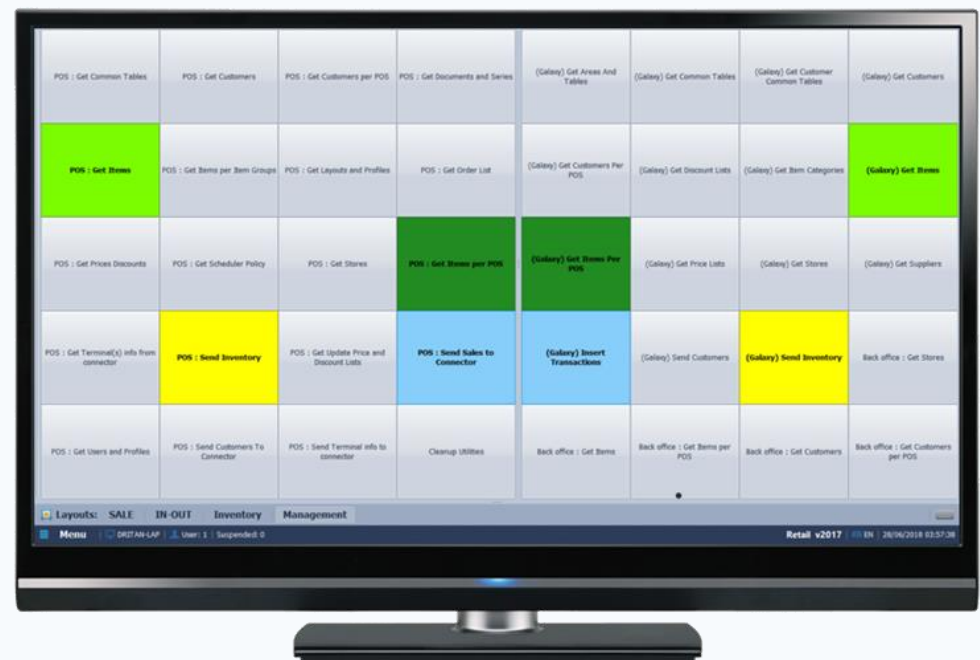 POS : Get Common Tables
POS : Get Customers
POS : Get Customers per POS
POS : Get Documents and Series
(Galaxy) Get Areas And
Tables
(Galaxy) Get Common Tables
(Galaxy) Get Customer
Common Tables
(Galaxy) Get Customers
POS : Get Items
POS : Get Items per Item Groups
POS : Get Layouts and Profiles
POS : Get Order List
(Galaxy) Get Customers Per
POS
(Galaxy) Get Discount Lists
(Galaxy) Get Item Categories
(Galaxy) Get Items
POS : Get Prices Discounts
POS : Get Scheduler Policy
POS : Get Stores
POS : Get Items per POS
(Galaxy) Get Items Per
POS
(Galaxy) Get Price Lists
(Galaxy) Get Stores
(Galaxy) Get Suppliers
POS : Get Terminal(s) info from
connector
POS : Send Inventory
POS : Get Update Price and
Discount Lists
POS : Send Sales to
Connector
(Galaxy) Insert
Transactions
(Galaxy) Send Customers
(Galaxy) Send Inventory
Back office : Get Stores
POS : Get Users and Profiles
POS : Send Customers To
Connector
POS : Send Terminal info to
connector
Cleanup Utilities
Back office : Get Items
Back office : Get Items per
POS
Back office : Get Customers
Back office : Get Customers
per POS
Layouts: SALE IN-OUT Inventory Management
Menu DRITAN-LAP User: 1 Suspended: 0 Retail v2017 EN 28/06/2018 03:57:38